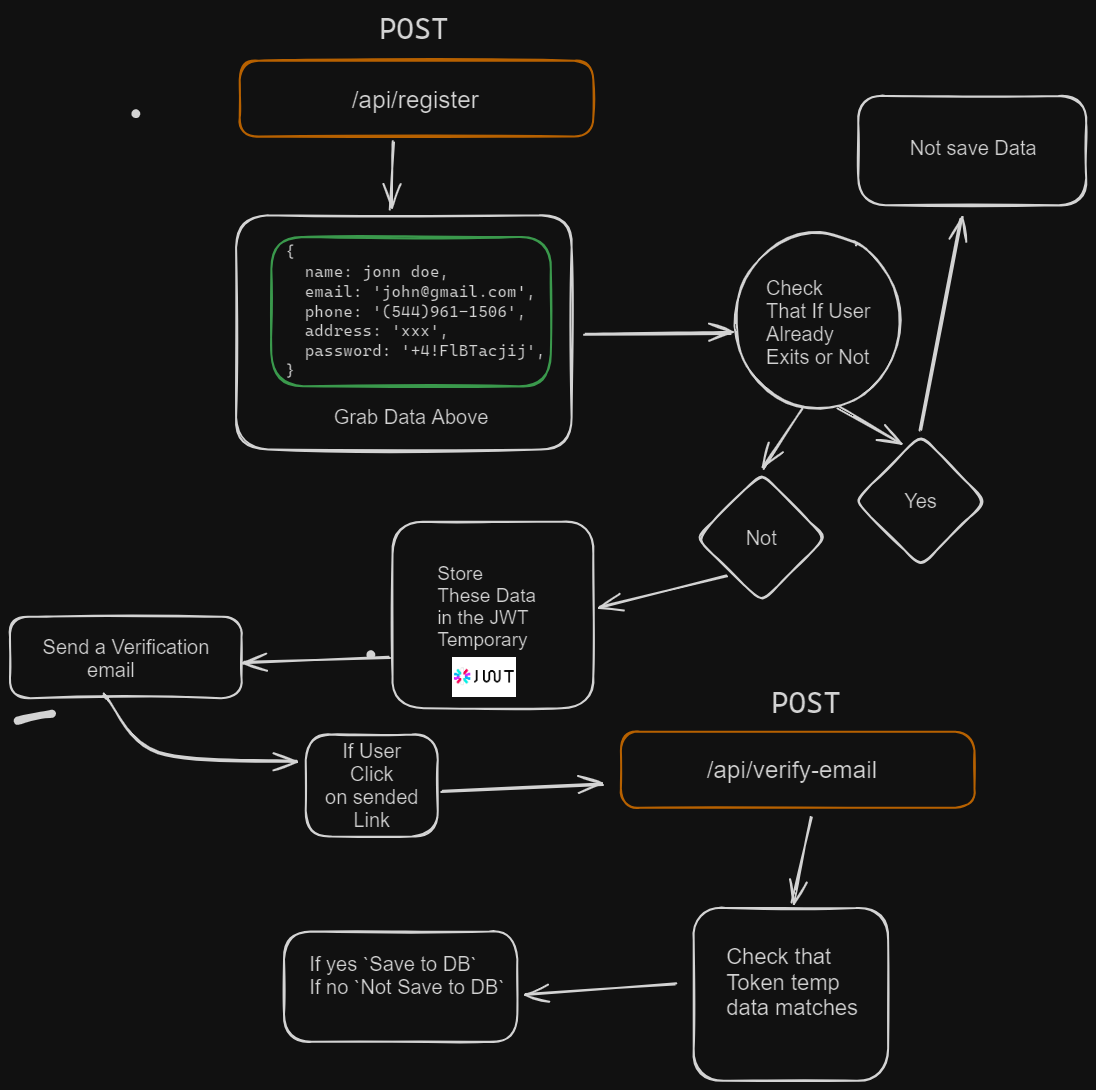 POST
/api/register
Not save Data
{
name: jonn doe,
email: 'john@gmail.com',
phone: '(544)961-1506',
address: 'xxx',
password: '+4!FlBTacjij',
}
Grab Data Above
Check
That If User
Already
Exits or Not
Yes
Not
Store
These Data
in the JWT
Temporary
JWT
Send a Verification
email
If User
Click
on sended
Link
POST
/api/verify-email
Check that
Token temp
data matches
If yes `Save to DB`
If no `Not Save to DB`